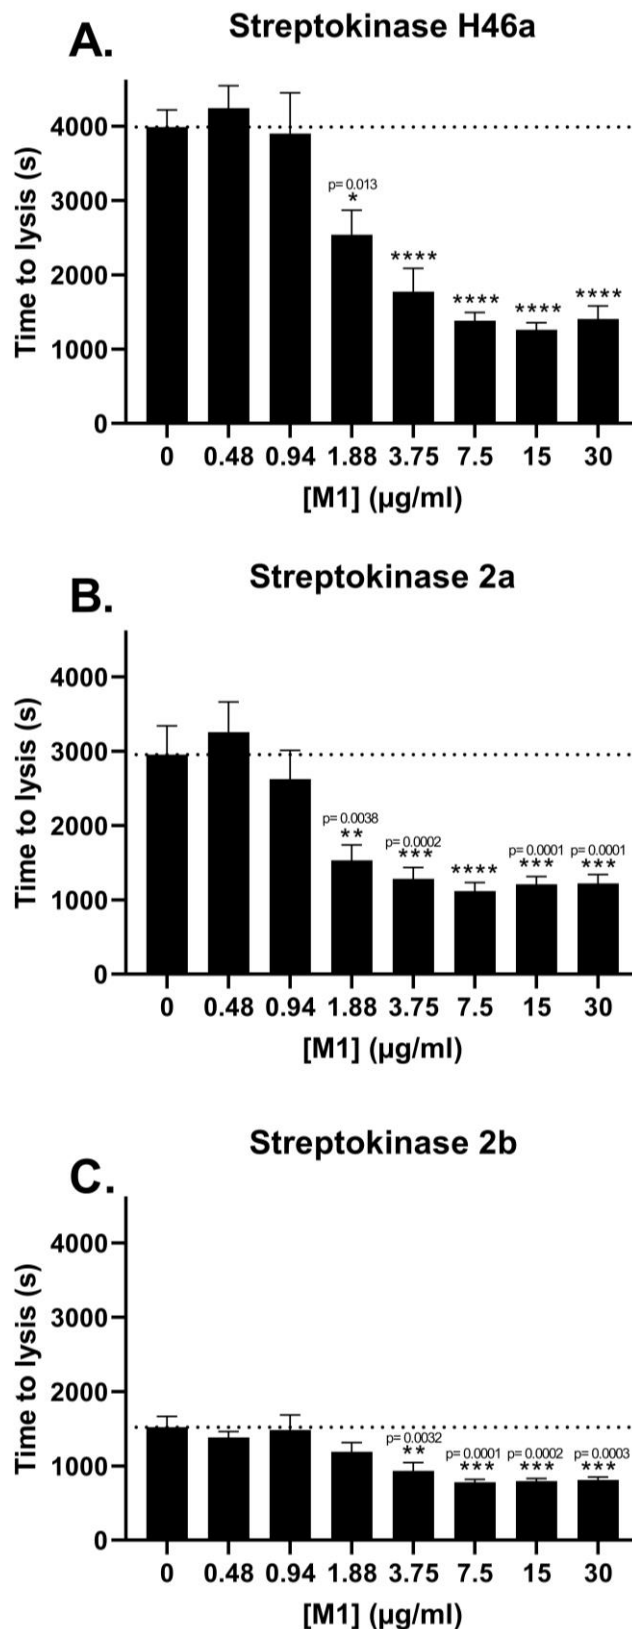 A.
Streptokinase H46a
Time to lysis (s)
4000
3000
2000
1000
0
p= 0.013
*
****
****
****
****
0 0.48 0.94 1.88 3.75 7.5 15 30
[M1] (µg/ml)
B.
Streptokinase 2a
Time to lysis (s)
4000
3000
2000
1000
0
p= 0.0038
**
p= 0.0002
***
****
p= 0.0001
***
p= 0.0001
***
0 0.48 0.94 1.88 3.75 7.5 15 30
[M1] (µg/ml)
C.
Streptokinase 2b
Time to lysis (s)
4000
3000
2000
1000
0
p= 0.0032
**
p= 0.0001
***
p= 0.0002
***
p= 0.0003
***
0 0.48 0.94 1.88 3.75 7.5 15 30
[M1] (µg/ml)